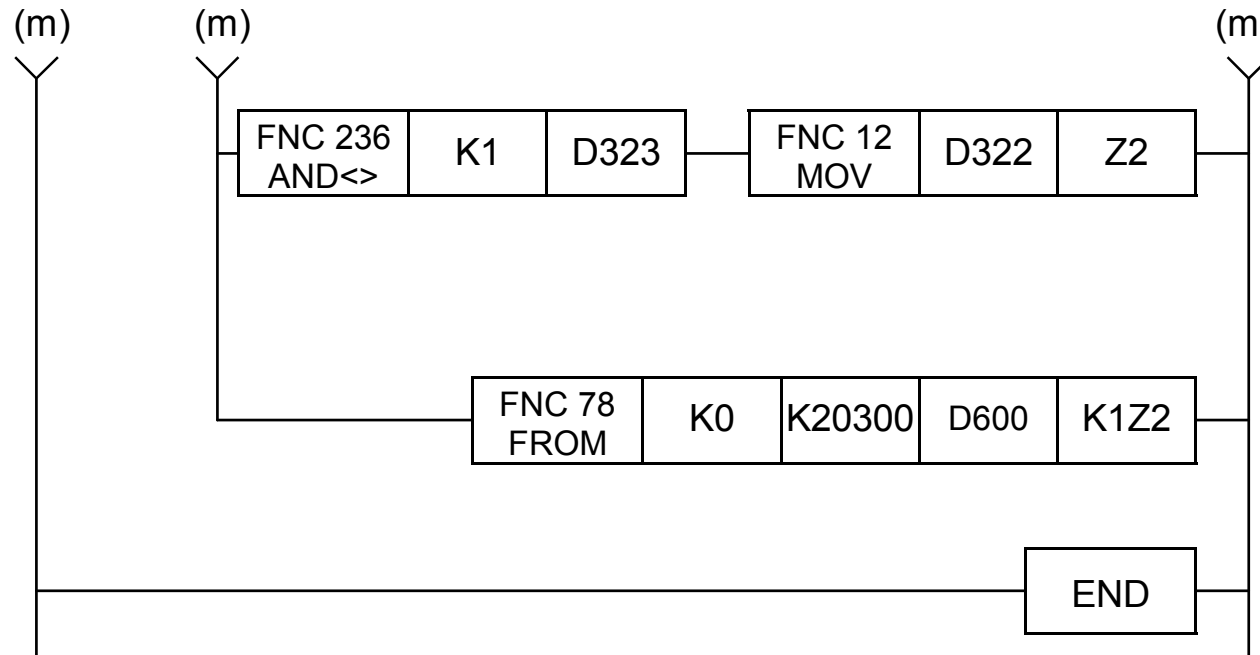 (m) (m) (m
FNC 236 AND<> K1 D323 FNC 12 MOV D322 Z2
FNC 78 FROM K0 K20300 D600 K1Z2
END